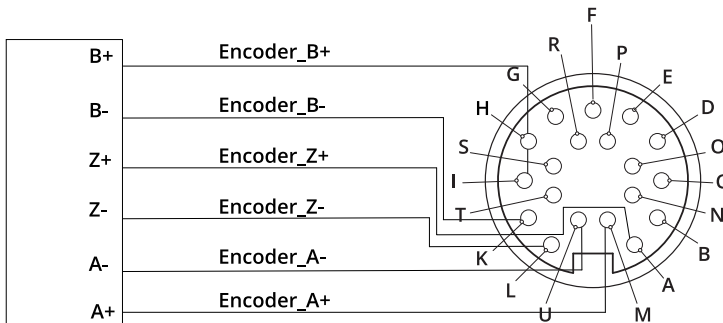 F
R
P
G
E
H
D
S
O
I
C
T
N
K
B
L
A
U
M
B+
Encoder_B+
B-
Encoder_B-
Z+
Encoder_Z+
Z-
Encoder_Z-
A-
Encoder_A-
A+
Encoder_A+